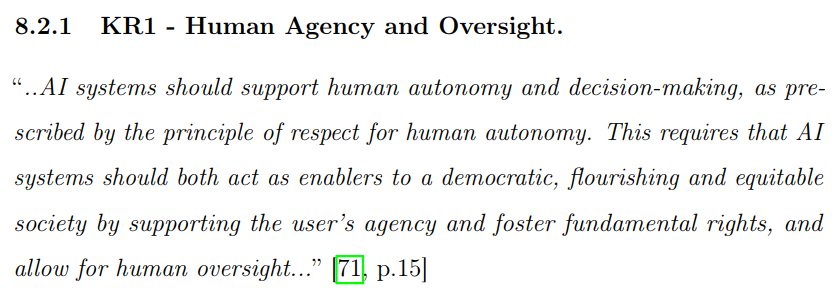 8.2.1 KR1 - Human Agency and Oversight.
“..AI systems should support human autonomy and decision-making, as pre-
scribed by the principle of respect for human autonomy. This requires that AI
systems should both act as enablers to a democratic, flourishing and equitable
society by supporting the user’s agency and foster fundamental rights, and
allow for human oversight...” [71, p.15]